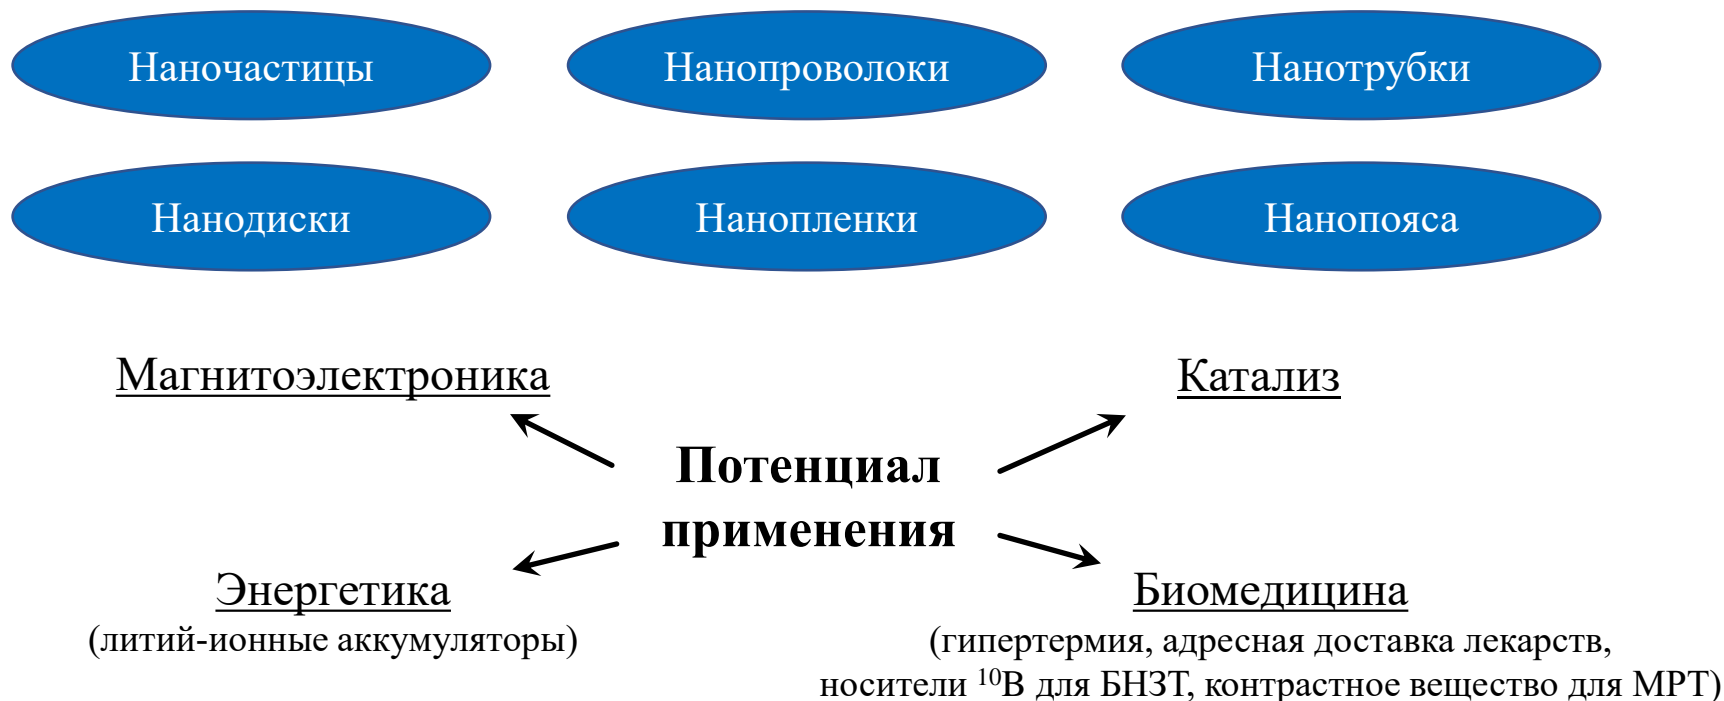 Наночастицы
Нанопроволоки
Нанотрубки
Нанодиски
Нанопленки
Нанопояса
Магнитоэлектроника
Катализ
Потенциал
применения
Энергетика
(литий-ионные аккумуляторы)
Биомедицина
(гипертермия, адресная доставка лекарств,
носители ¹⁰B для БНЗТ, контрастное вещество для МРТ)